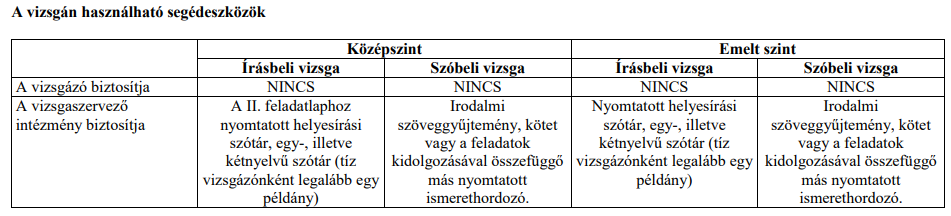 A vizsgán használható segédeszközök
Középszint Emelt szint
Írásbeli vizsga Szóbeli vizsga Írásbeli vizsga Szóbeli vizsga
A vizsgázó biztosítja NINCS NINCS NINCS NINCS
A vizsgaszervező
intézmény biztosítja
A II. feladatlaphoz
nyomtatott helyesírási
szótár, egy-, illetve
kétnyelvű szótár (tíz
vizsgázónként legalább egy
példány)
Irodalmi
szöveggyűjtemény, kötet
vagy a feladatok
kidolgozásával összefüggő
más nyomtatott
ismerethordozó.
Nyomtatott helyesírási
szótár, egy-, illetve
kétnyelvű szótár (tíz
vizsgázónként legalább egy
példány)
Irodalmi
szöveggyűjtemény, kötet
vagy a feladatok
kidolgozásával összefüggő
más nyomtatott
ismerethordozó.